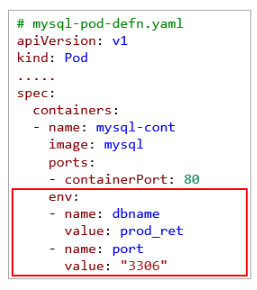 # mysql-pod-defn.yaml
apiVersion: v1
kind: Pod
.....
spec:
  containers:
  - name: mysql-cont
    image: mysql
    ports:
    - containerPort: 80
    env:
    - name: dbname
      value: prod_ret
    - name: port
      value: "3306"